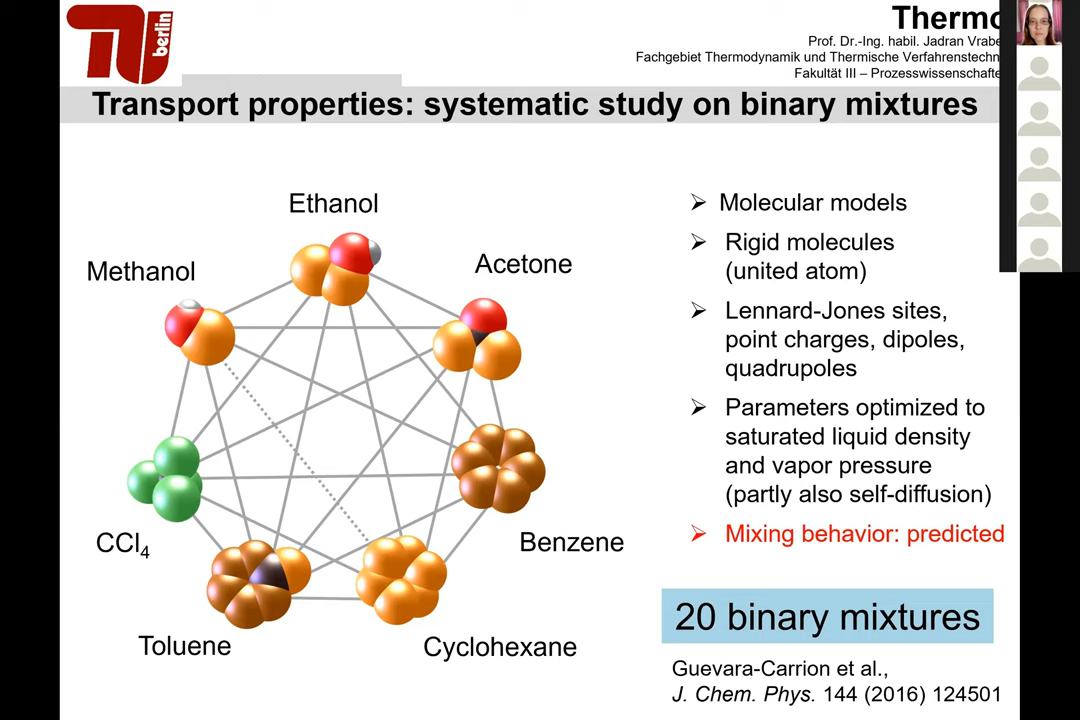 berlin
Thermo
Prof. Dr.-Ing. habil. Jadran Vrabe
Fachgebiet Thermodynamik und Thermische Verfahrenstechn
Fakultät III – Prozesswissenschafte
Transport properties: systematic study on binary mixtures
Ethanol
Methanol
Acetone
CCl4
Benzene
Toluene
Cyclohexane
➢ Molecular models
➢ Rigid molecules
(united atom)
➢ Lennard-Jones sites,
point charges, dipoles,
quadrupoles
➢ Parameters optimized to
saturated liquid density
and vapor pressure
(partly also self-diffusion)
➢ Mixing behavior: predicted
20 binary mixtures
Guevara-Carrion et al.,
J. Chem. Phys. 144 (2016) 124501